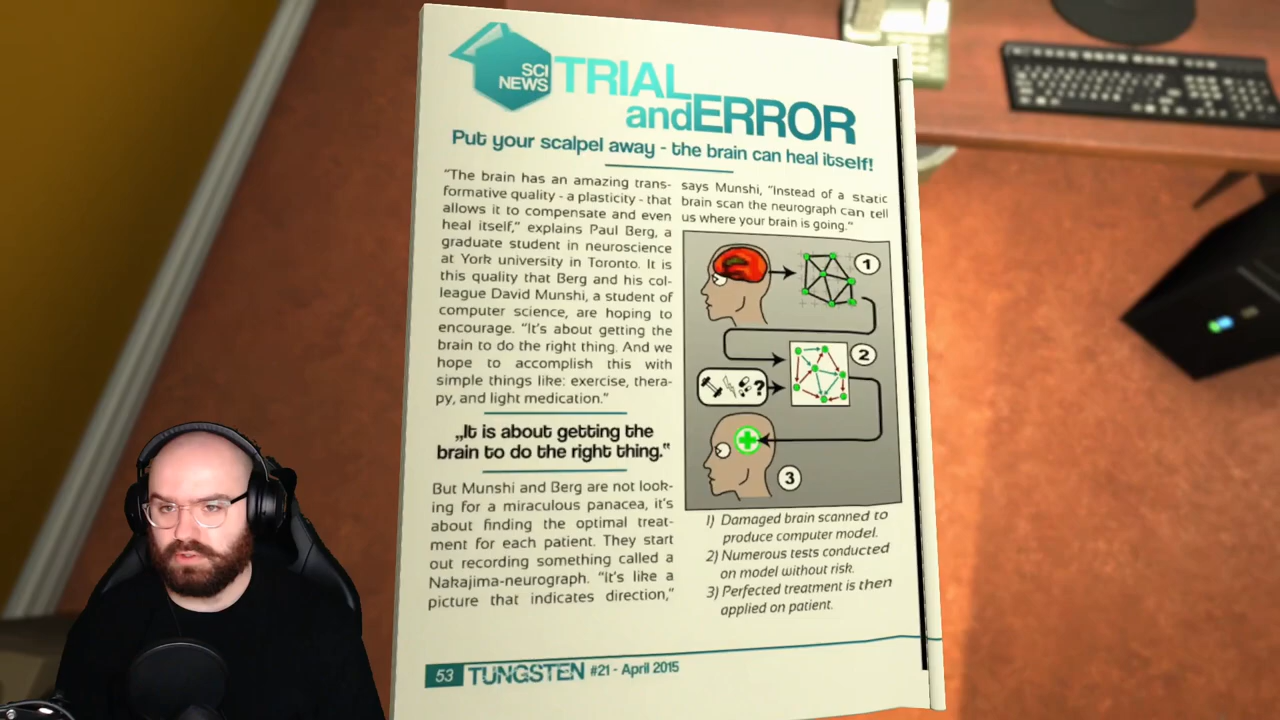 SCI
NEWS
TRIAL
and ERROR
Put your scalpel away - the brain can heal itself!
"The brain has an amazing trans-
formative quality - a plasticity - that
allows it to compensate and even
heal itself," explains Paul Berg, a
graduate student in neuroscience
at York university in Toronto. It is
this quality that Berg and his col-
league David Munshi, a student of
computer science, are hoping to
encourage. "It's about getting the
brain to do the right thing. And we
hope to accomplish this with
simple things like: exercise, thera-
py, and light medication."
„It is about getting the
brain to do the right thing."
But Munshi and Berg are not look-
ing for a miraculous panacea, it's
about finding the optimal treat-
ment for each patient. They start
out recording something called a
Nakajima-neurograph. "It's like a
picture that indicates direction,"
says Munshi, "Instead of a static
brain scan the neurograph can tell
us where your brain is going."
1
2
?
3
1) Damaged brain scanned to
produce computer model.
2) Numerous tests conducted
on model without risk.
3) Perfected treatment is then
applied on patient.
53 TUNGSTEN #21 - April 2015